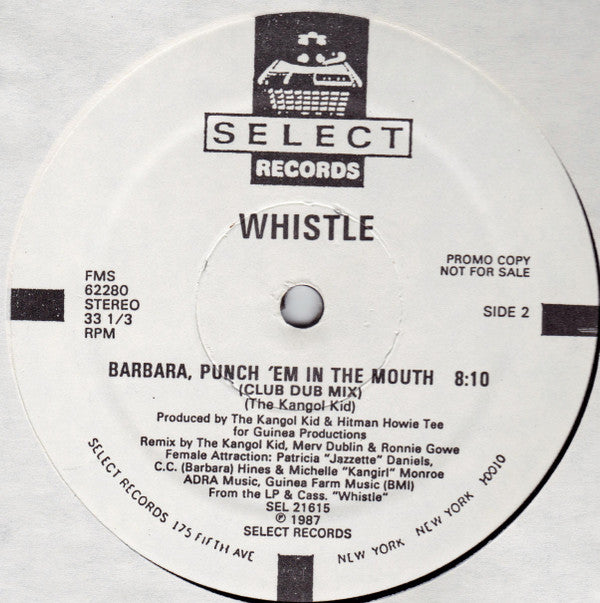 SELECT
RECORDS
WHISTLE
PROMO COPY
NOT FOR SALE
FMS
62280
STEREO
33 1/3
RPM
SIDE 2
BARBARA, PUNCH 'EM IN THE MOUTH 8:10
(CLUB DUB MIX)
(The Kangol Kid)
Produced by The Kangol Kid & Hitman Howie Tee
for Guinea Productions
Remix by The Kangol Kid, Merv Dublin & Ronnie Gowe
Female Attraction: Patricia "Jazzette" Daniels,
C.C. (Barbara) Hines & Michelle "Kangirl" Monroe
ADRA Music, Guinea Farm Music (BMI)
From the LP & Cass. "Whistle"
SEL 21615
℗ 1987
SELECT RECORDS
SELECT RECORDS 175 FIFTH AVE NEW YORK NEW YORK 10010